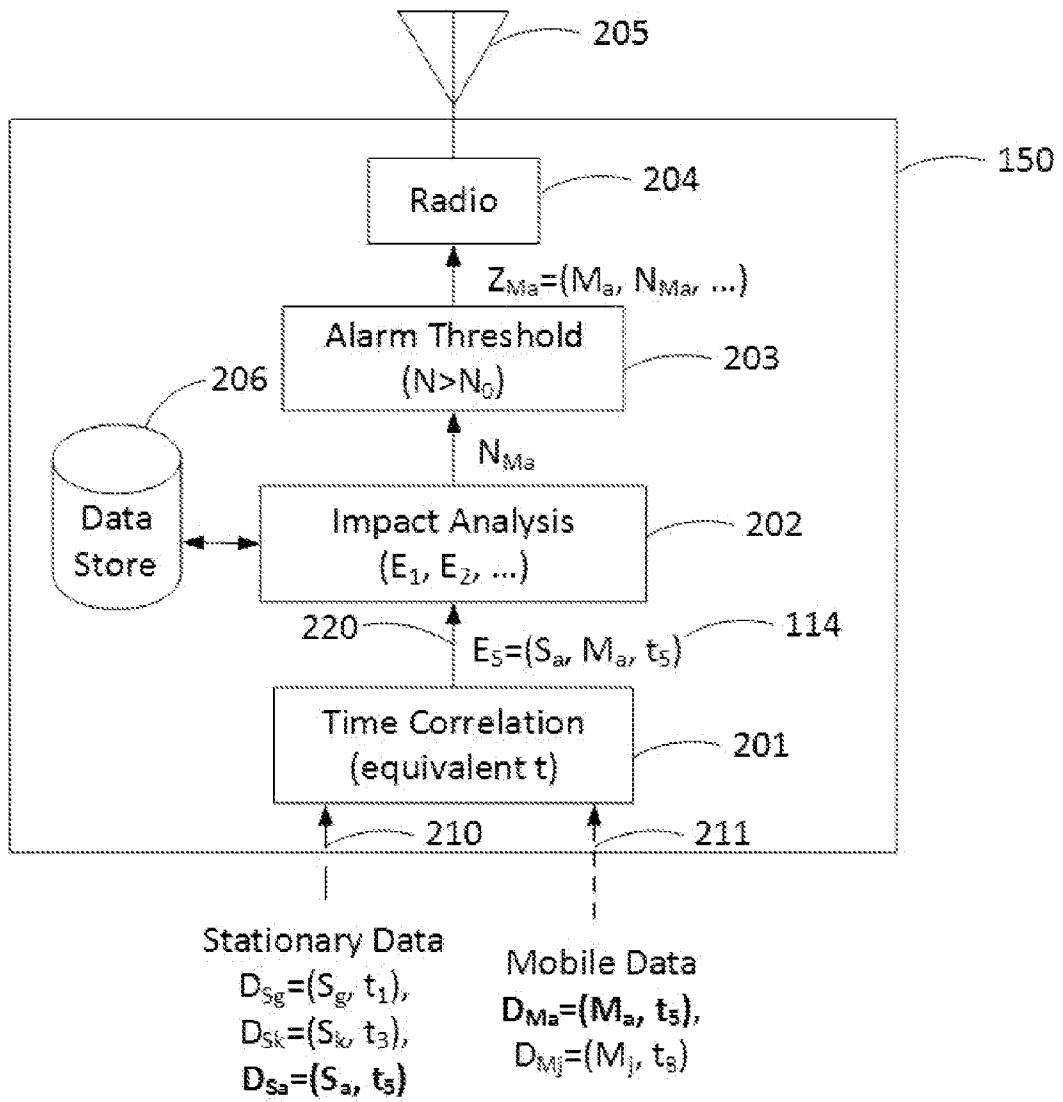 205
150
204
Radio
Z_Ma=(M_a, N_Ma, ...)
Alarm Threshold
(N>N_0)
203
206
N_Ma
Data
Store
Impact Analysis
(E_1, E_2, ...)
202
220
E_5=(S_a, M_a, t_5)
114
Time Correlation
(equivalent t)
201
210
211
Stationary Data
D_Sg=(S_g, t_1),
D_Sk=(S_k, t_3),
D_Sa=(S_a, t_5)
Mobile Data
D_Ma=(M_a, t_5),
D_Mj=(M_j, t_8)